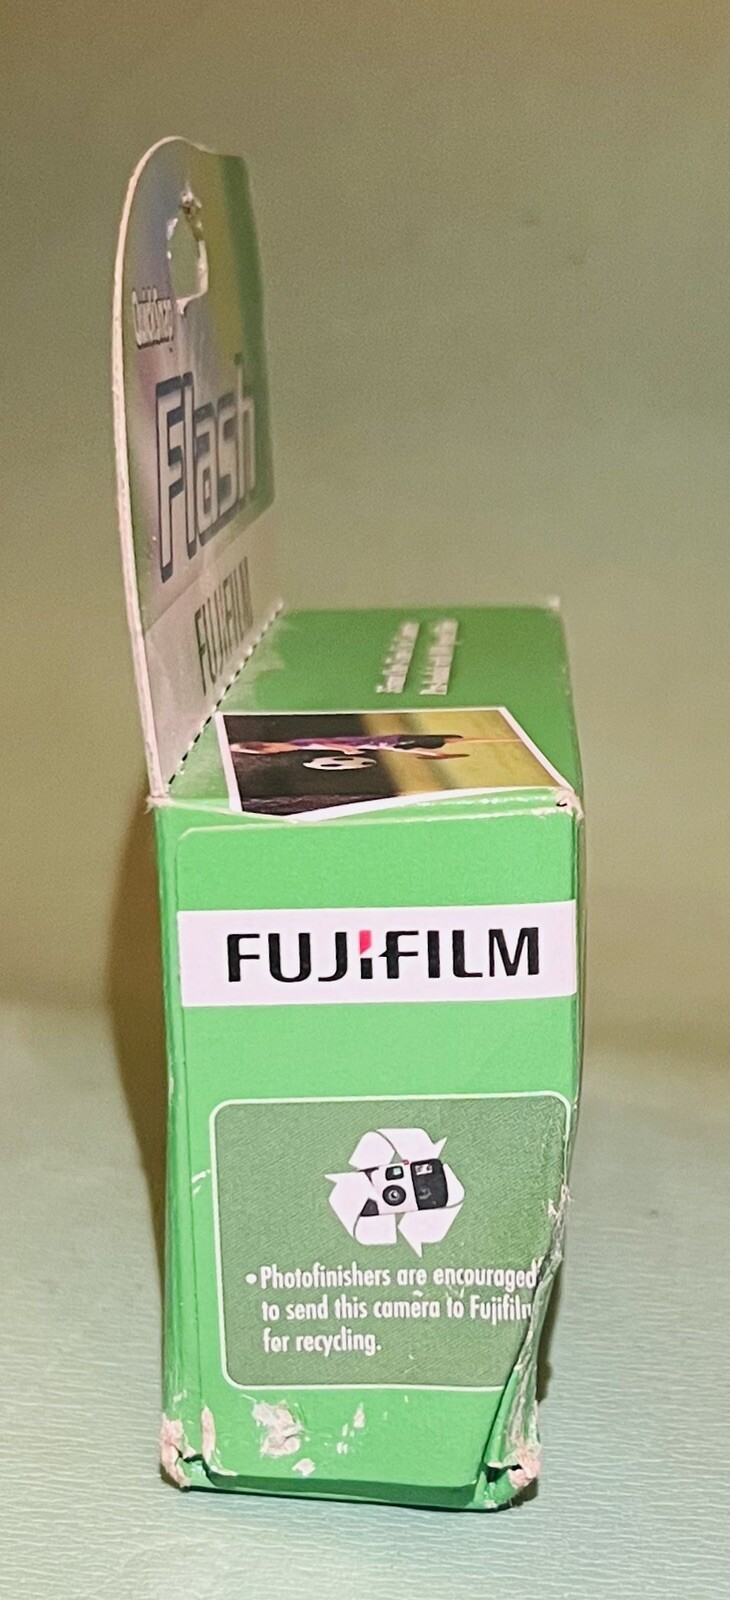 QuickSnap
Flash
FUJIFILM
FUJIFILM
• Photofinishers are encouraged
to send this camera to Fujifilm
for recycling.